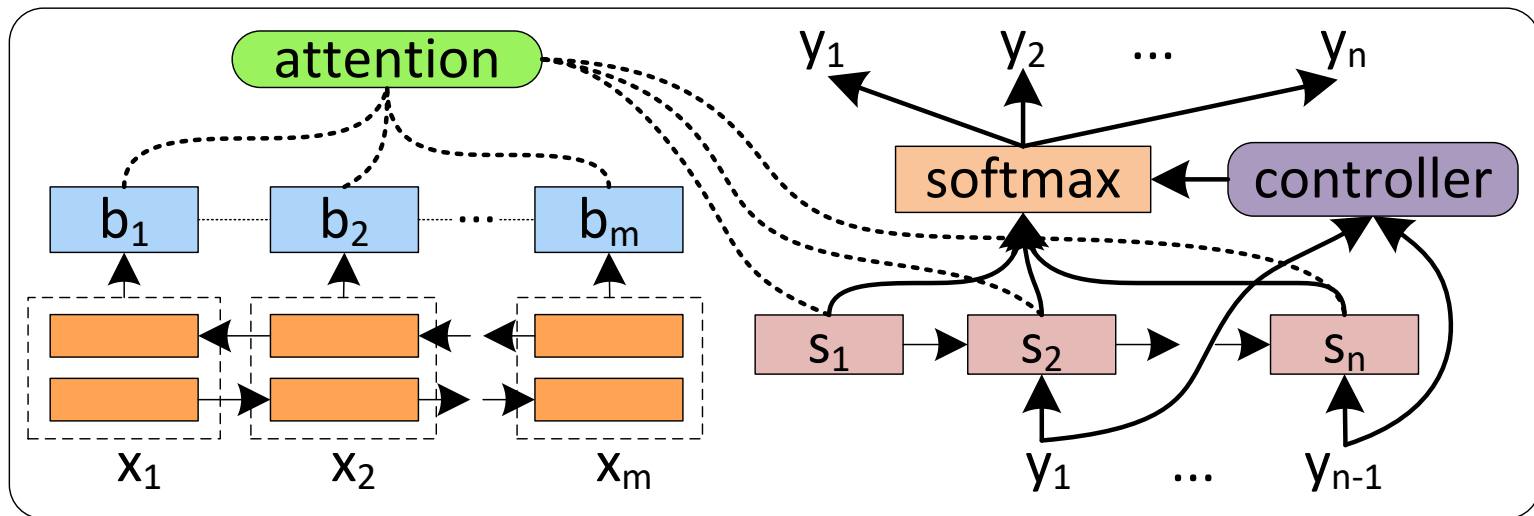 attention
y1 y2 ... yn
softmax controller
b1 b2 ... bm
s1 s2 sn
x1 x2 xm
y1 ... yn-1